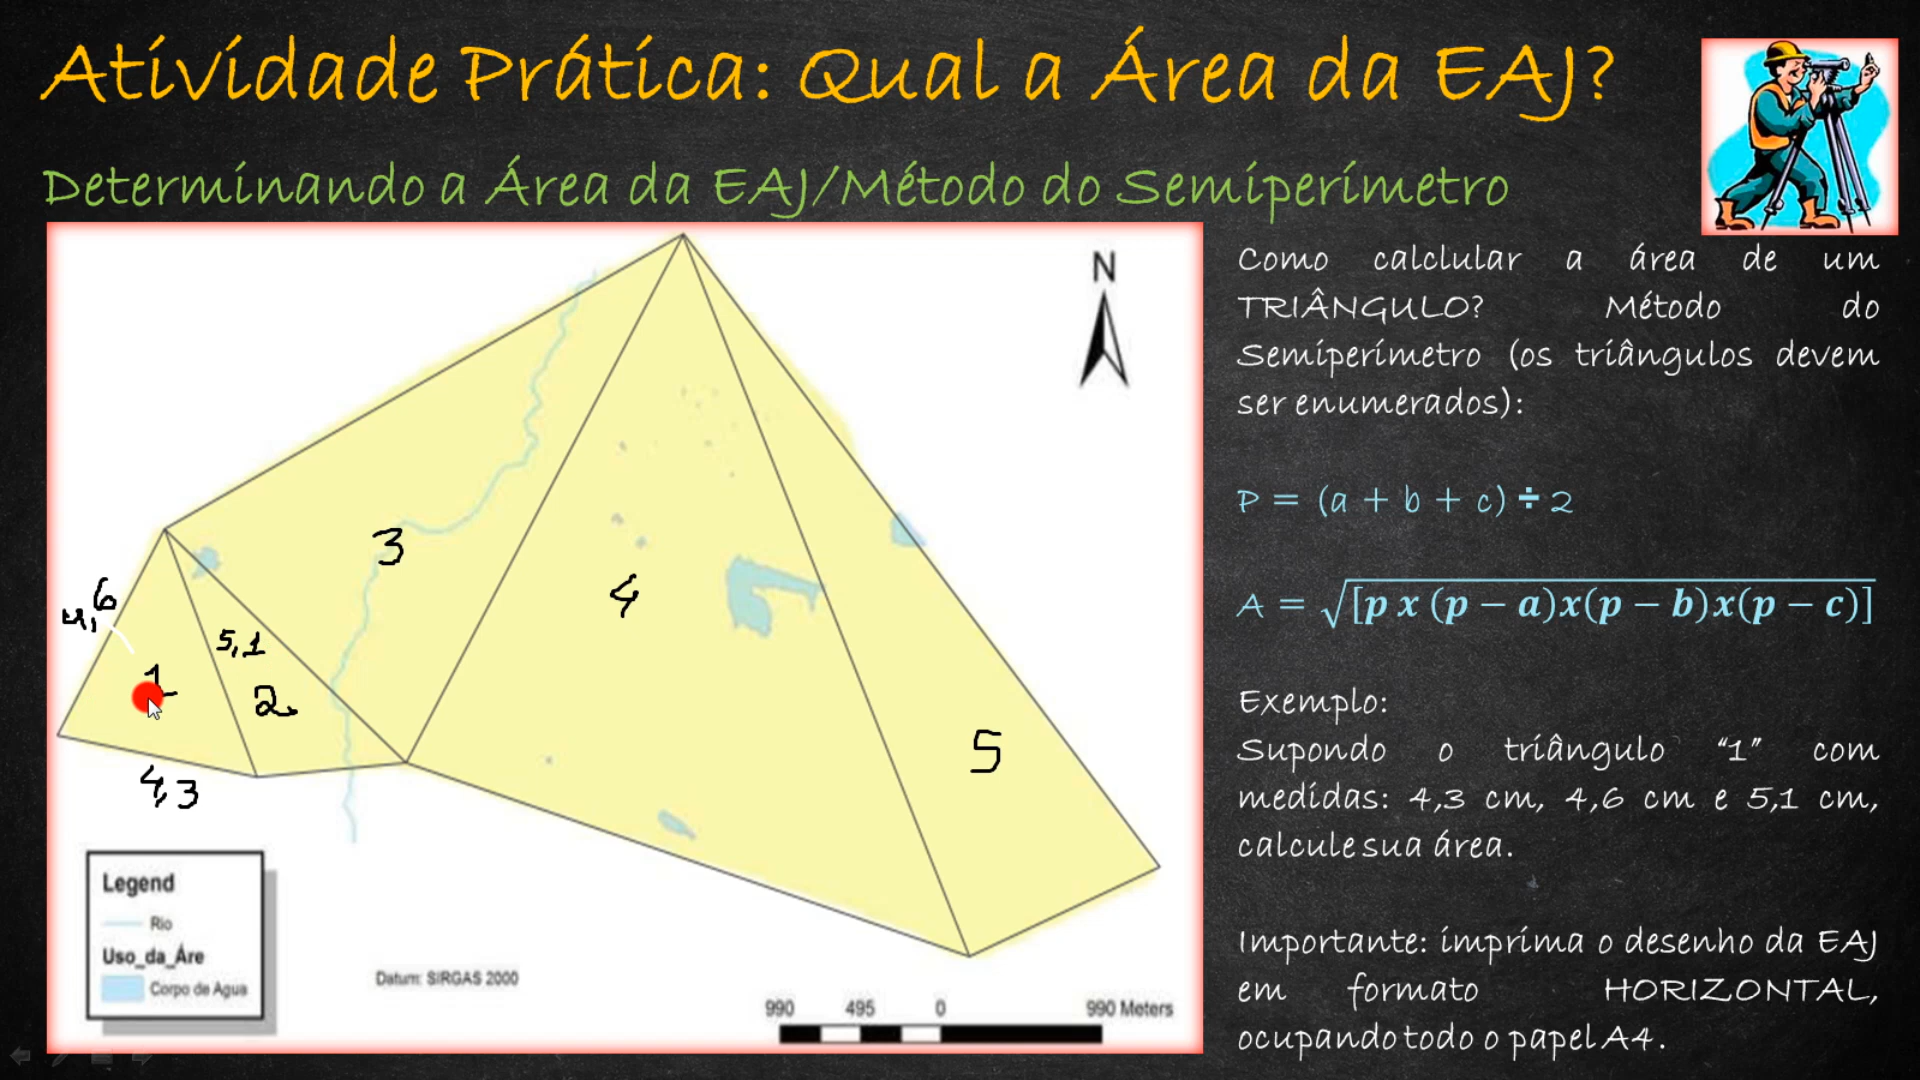 Atividade Prática: Qual a Área da EAJ?
Determinando a Área da EAJ/Método do Semiperímetro
Como calclular a área de um
TRIÂNGULO? Método do
Semiperímetro (os triângulos devem
ser enumerados):
P = (a + b + c) ÷ 2
A = √[p x (p − a)x(p − b)x(p − c)]
Exemplo:
Supondo o triângulo “1” com
medidas: 4,3 cm, 4,6 cm e 5,1 cm,
calcule sua área.
Importante: imprima o desenho da EAJ
em formato HORIZONTAL,
ocupando todo o papel A4.
N
3
4
4,6
5,1
1
2
5
4,3
Legend
Rio
Uso_da_Áre
Corpo de Agua
Datum: SIRGAS 2000
990 495 0 990 Meters